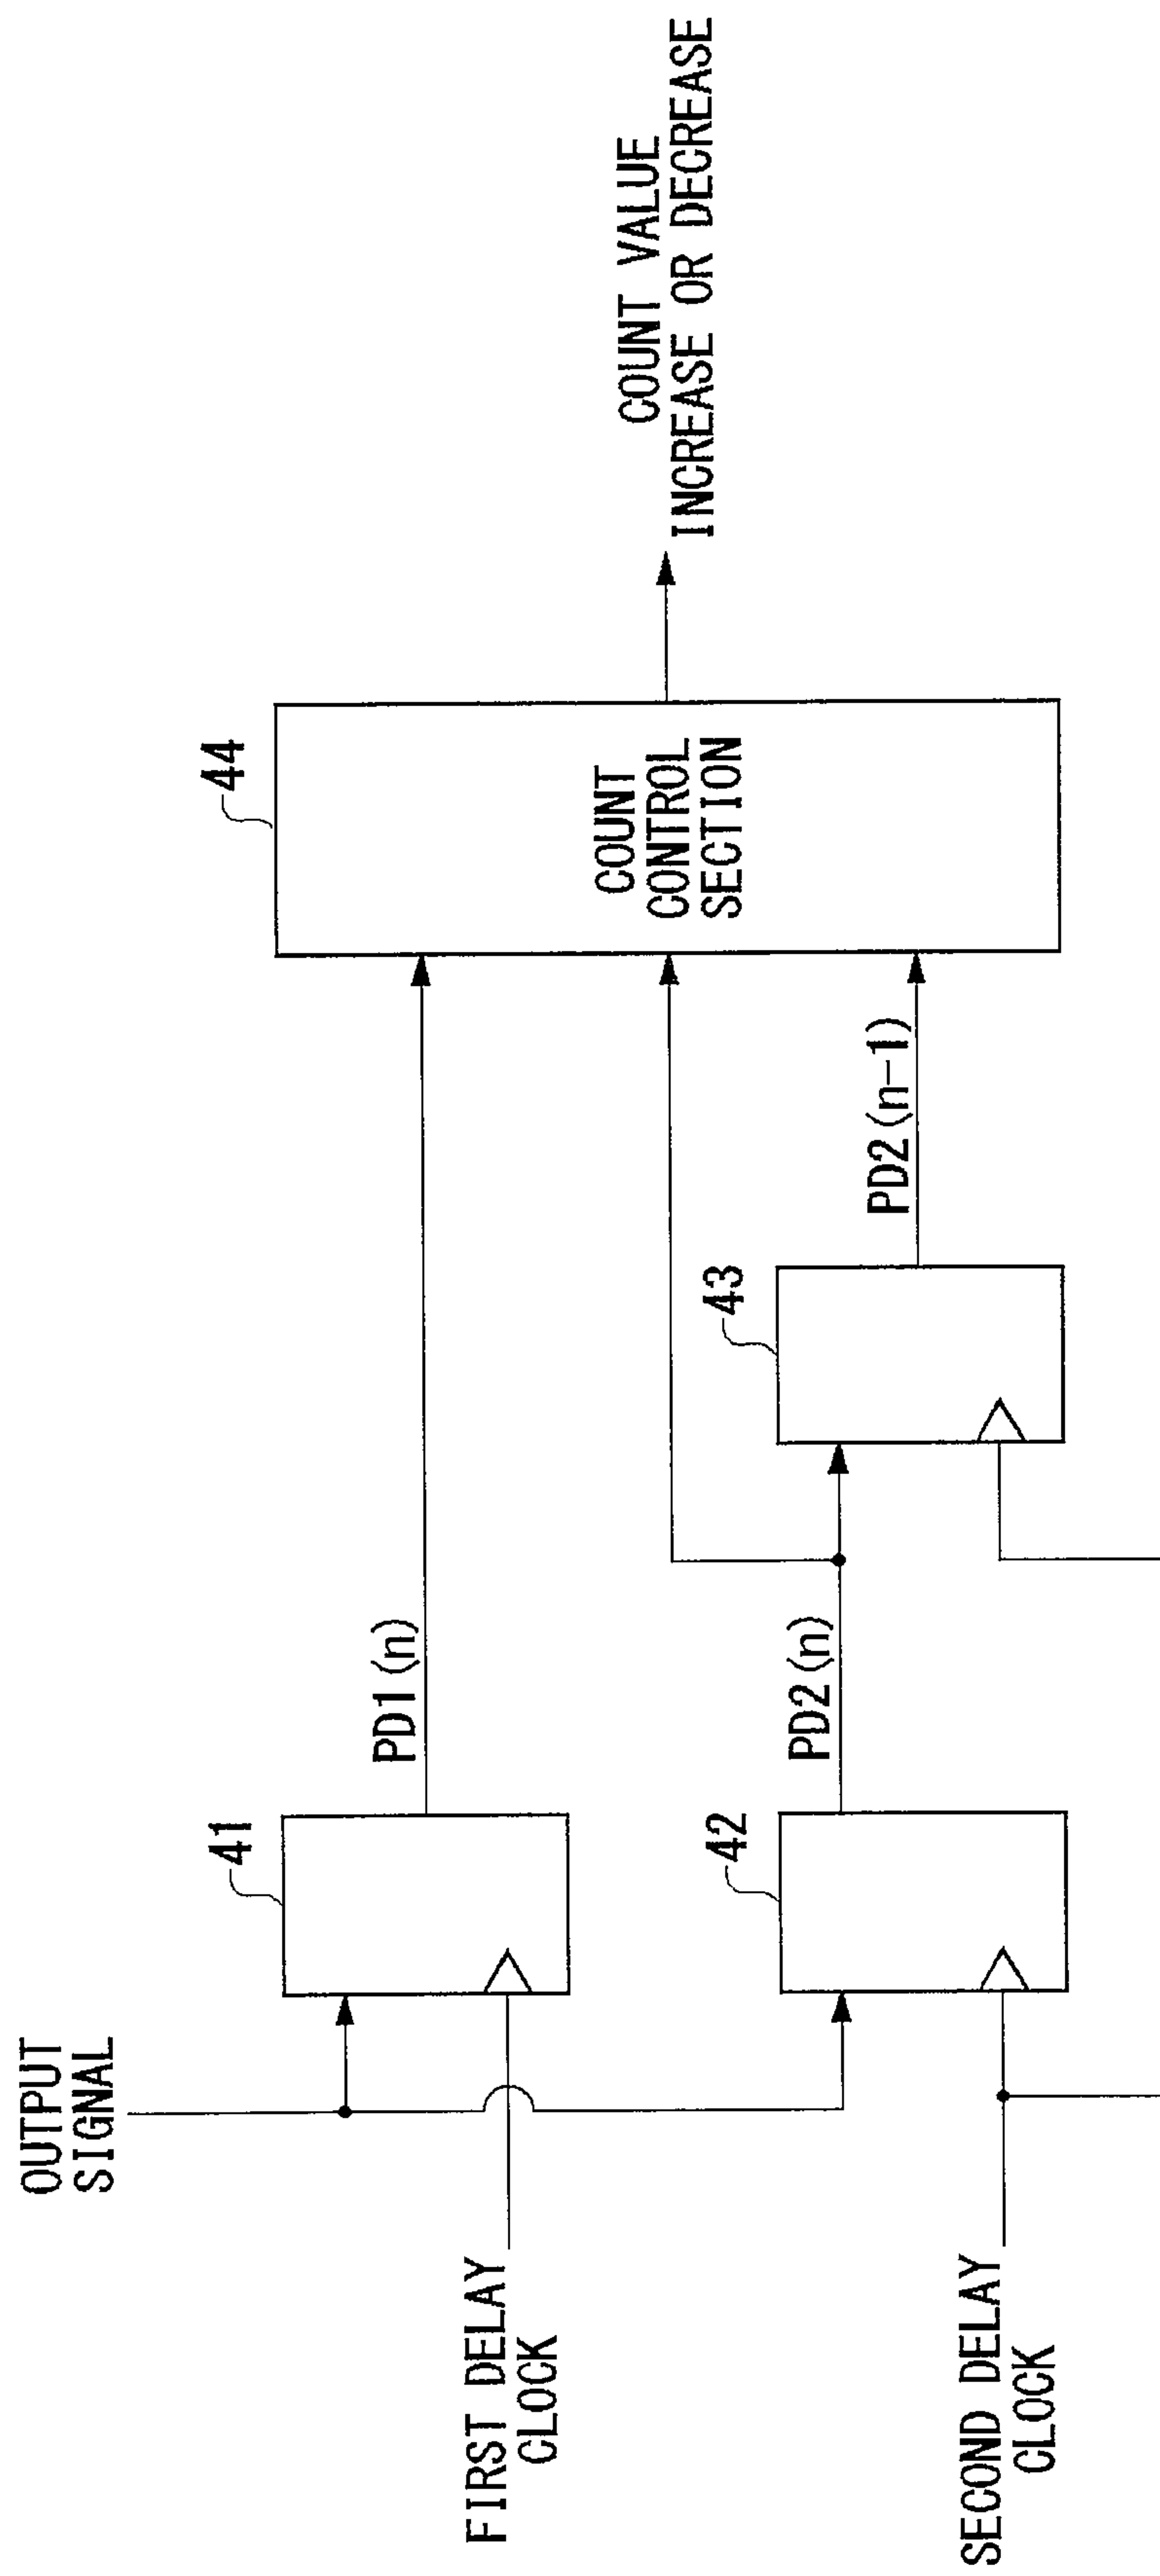 OUTPUT
SIGNAL
FIRST DELAY
CLOCK
SECOND DELAY
CLOCK
41
PD1(n)
42
PD2(n)
43
PD2(n-1)
44
COUNT
CONTROL
SECTION
COUNT VALUE
INCREASE OR DECREASE